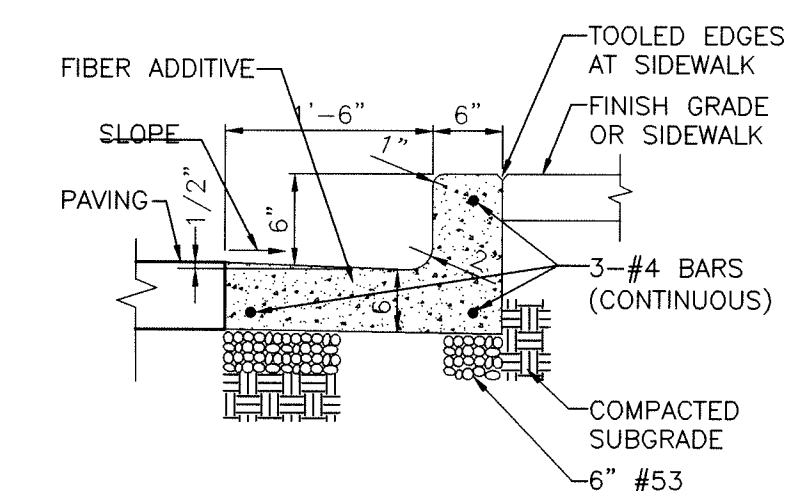 TOOLED EDGES
AT SIDEWALK
FIBER ADDITIVE
FINISH GRADE
OR SIDEWALK
1'-6"
6"
SLOPE
1"
PAVING
1/2"
6"
2"
3-#4 BARS
(CONTINUOUS)
6"
COMPACTED
SUBGRADE
6" #53